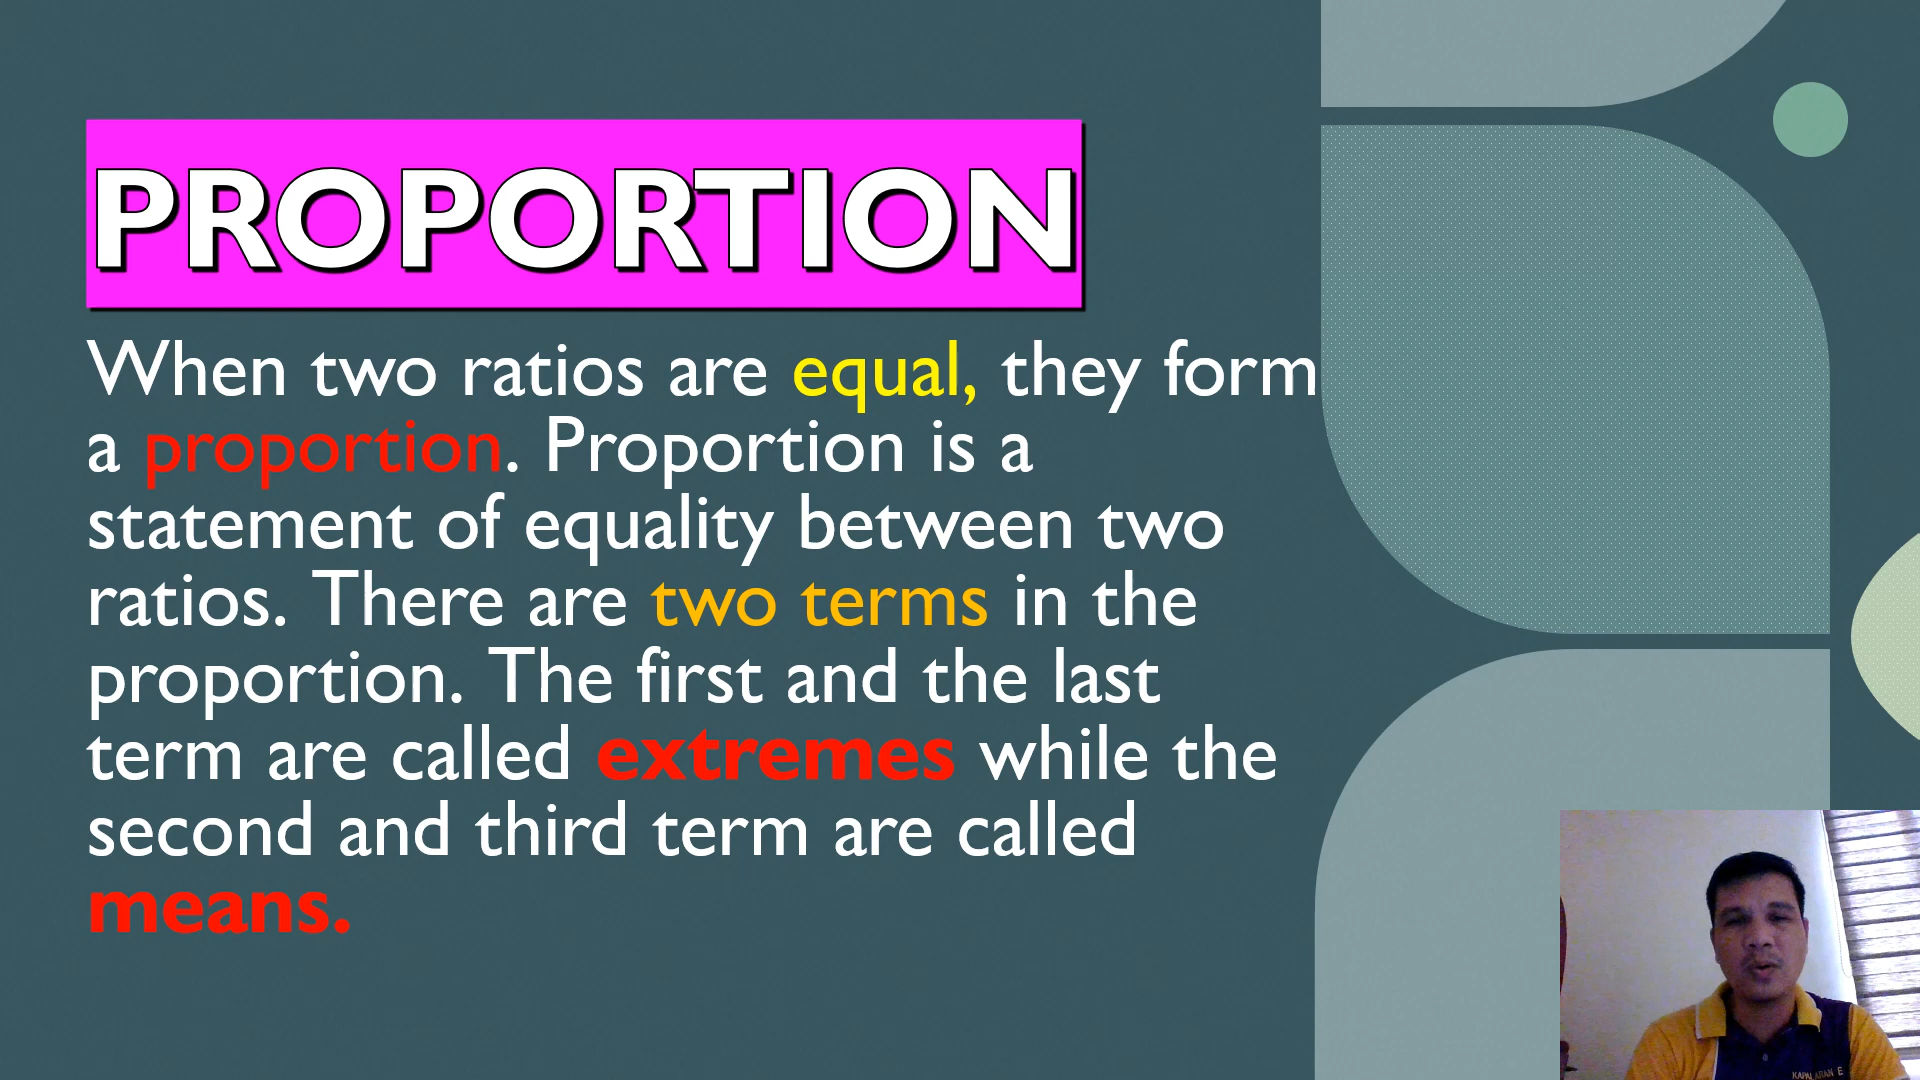 PROPORTION
When two ratios are equal, they form
a proportion. Proportion is a
statement of equality between two
ratios. There are two terms in the
proportion. The first and the last
term are called extremes while the
second and third term are called
means.